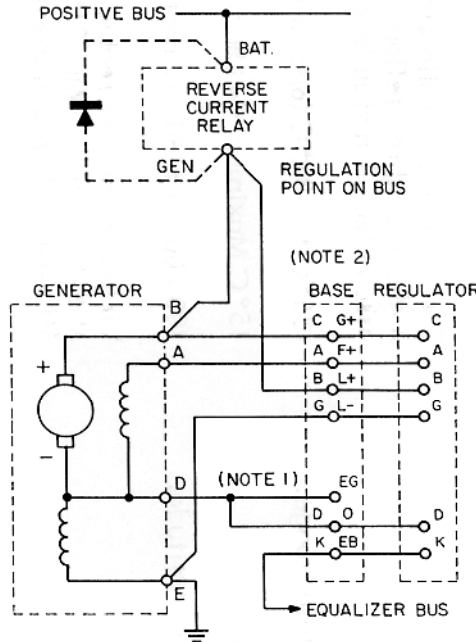 POSITIVE BUS
BAT.
REVERSE
CURRENT
RELAY
GEN
REGULATION
POINT ON BUS
(NOTE 2)
GENERATOR
BASE
REGULATOR
B
C G+ C
A
+
A F+ A
B L+ B
G L- G
-
D
(NOTE 1)
EG
D O D
K EB K
E
EQUALIZER BUS